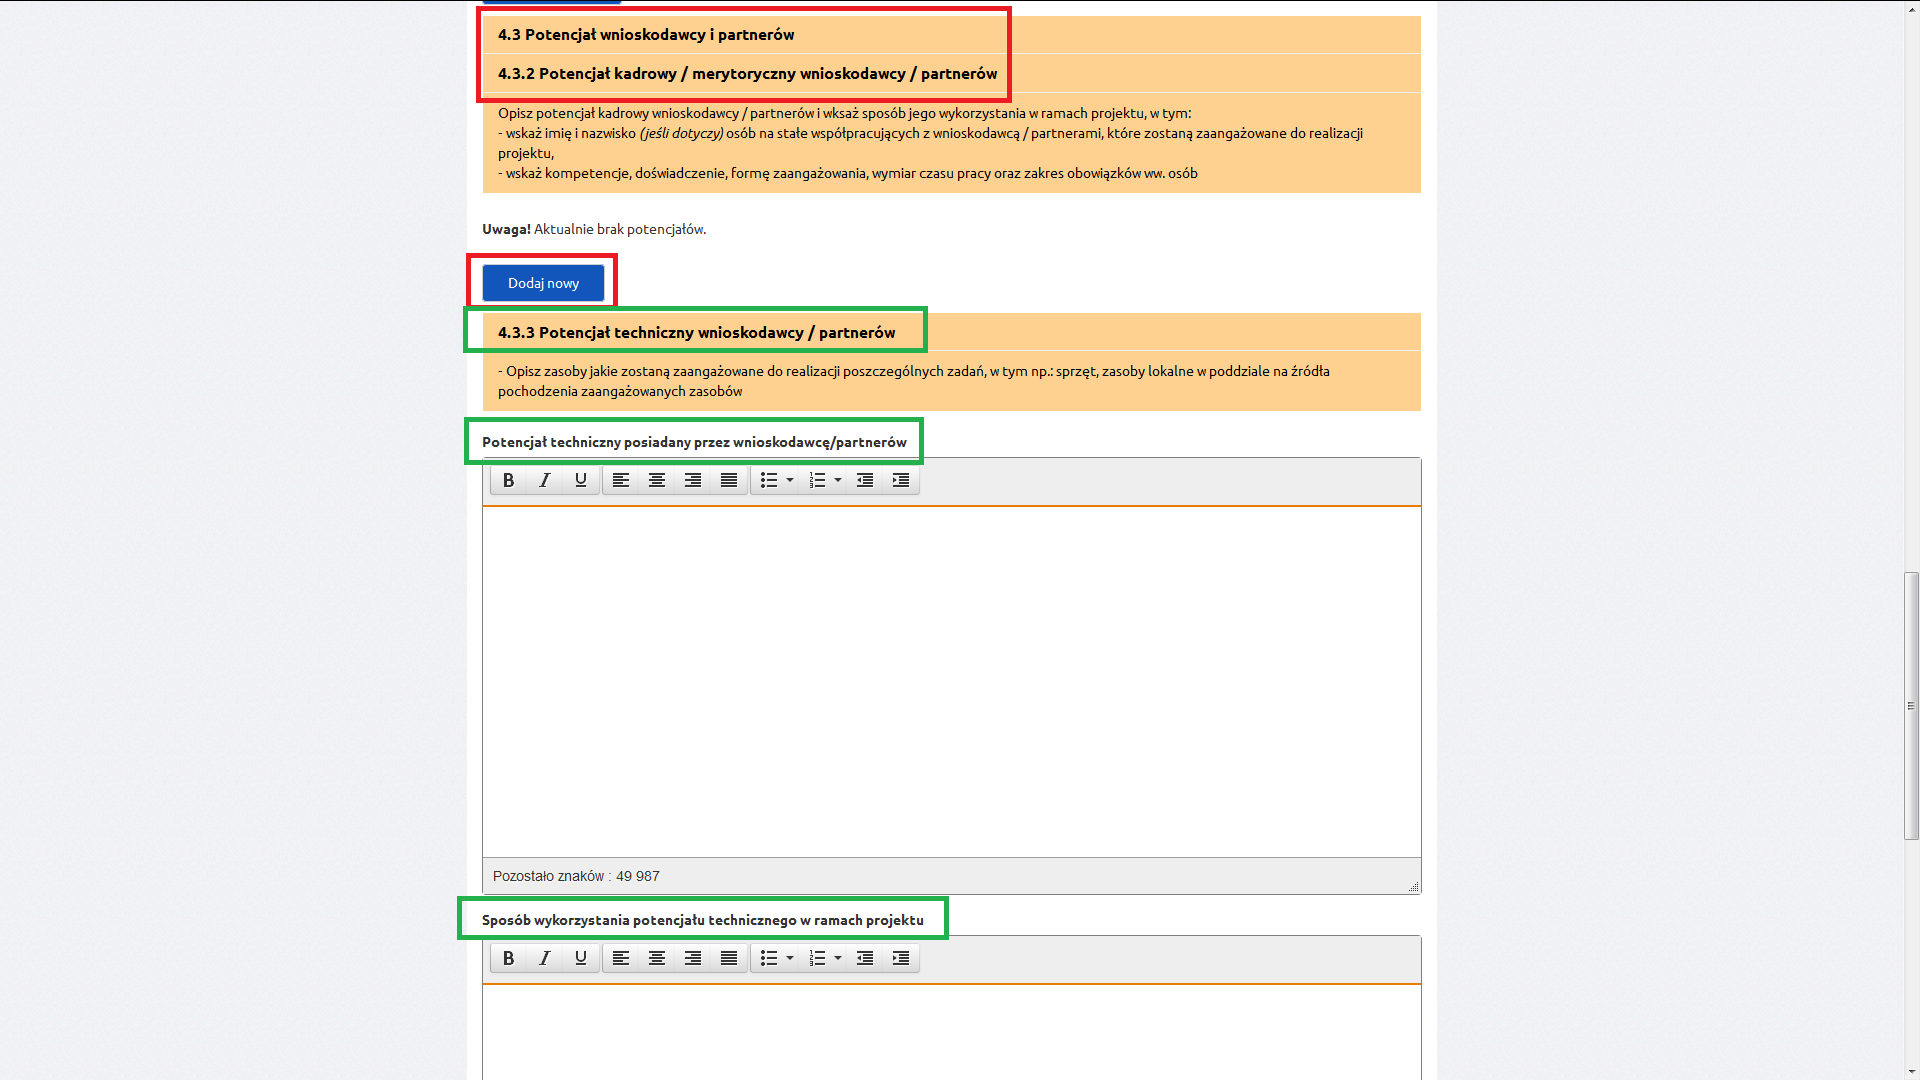 4.3 Potencjał wnioskodawcy i partnerów
4.3.2 Potencjał kadrowy / merytoryczny wnioskodawcy / partnerów
Opisz potencjał kadrowy wnioskodawcy / partnerów i wksaż sposób jego wykorzystania w ramach projektu, w tym:
- wskaż imię i nazwisko (jeśli dotyczy) osób na stałe współpracujących z wnioskodawcą / partnerami, które zostaną zaangażowane do realizacji
projektu,
- wskaż kompetencje, doświadczenie, formę zaangażowania, wymiar czasu pracy oraz zakres obowiązków ww. osób
Uwaga! Aktualnie brak potencjałów.
Dodaj nowy
4.3.3 Potencjał techniczny wnioskodawcy / partnerów
- Opisz zasoby jakie zostaną zaangażowane do realizacji poszczególnych zadań, w tym np.: sprzęt, zasoby lokalne w poddziale na źródła
pochodzenia zaangażowanych zasobów
Potencjał techniczny posiadany przez wnioskodawcę/partnerów
B I U
Pozostało znaków : 49 987
Sposób wykorzystania potencjału technicznego w ramach projektu
B I U